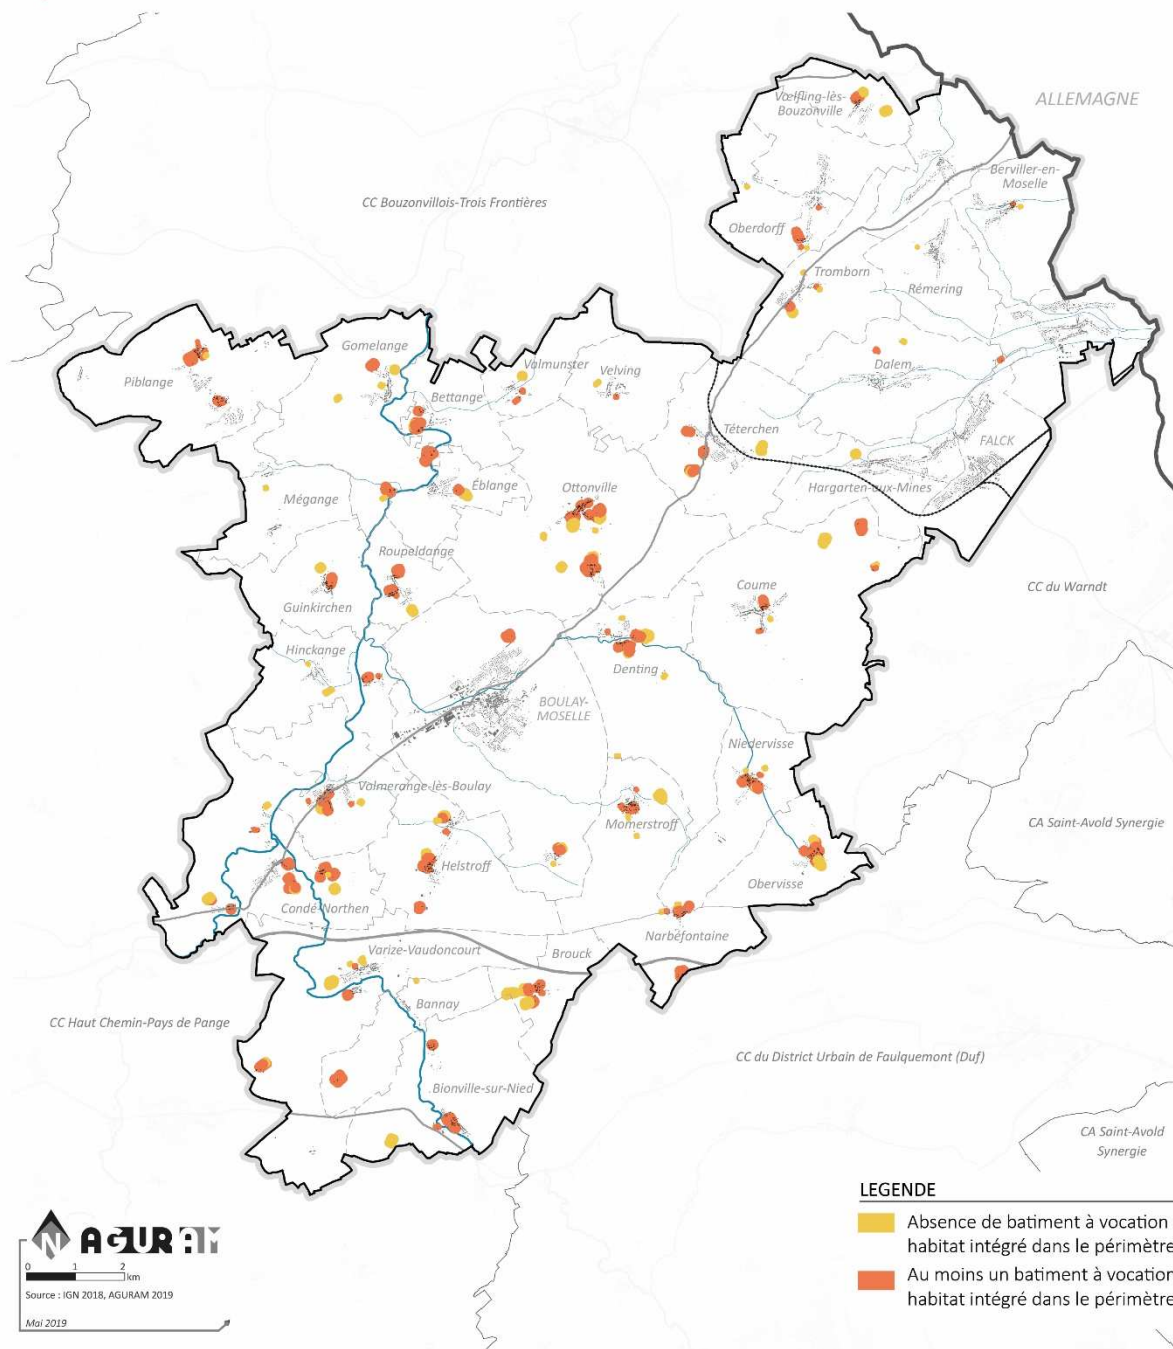 ALLEMAGNE
Vœlfling-lès-
Bouzonville
Berviller-en-
Moselle
CC Bouzonvillois-Trois Frontières
Oberdorff
Tromborn
Rémering
Gomelange
Valmunster
Velving
Dalem
Piblange
Bettange
Téterchen
FALCK
Éblange
Ottonville
Mégange
Hargarten-aux-Mines
Roupeldange
Guinkirchen
Coume
CC du Warndt
Hinckange
Denting
BOULAY-
MOSELLE
Niedervisse
Volmerange-lès-Boulay
Momerstroff
CA Saint-Avold Synergie
Helstroff
Obervisse
Condé-Northen
Narbéfontaine
Varize-Vaudoncourt
Brouck
Bannay
CC Haut Chemin-Pays de Pange
CC du District Urbain de Faulquemont (Duf)
Bionville-sur-Nied
CA Saint-Avold
Synergie
LEGENDE
Absence de batiment à vocation
habitat intégré dans le périmètre
Au moins un batiment à vocation
habitat intégré dans le périmètre
N AGURAM
0 1 2
km
Source : IGN 2018, AGURAM 2019
Mai 2019